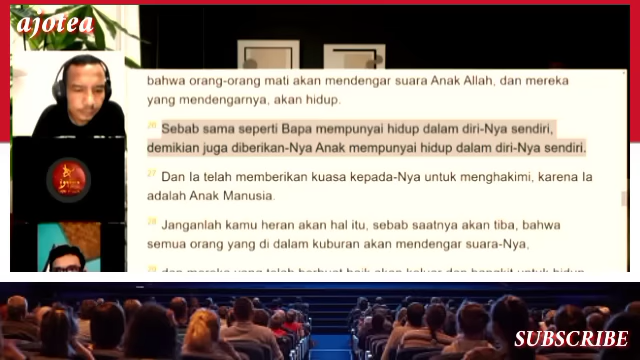 ajotea
bahwa orang-orang mati akan mendengar suara Anak Allah, dan mereka
yang mendengarnya, akan hidup.
26 Sebab sama seperti Bapa mempunyai hidup dalam diri-Nya sendiri,
demikian juga diberikan-Nya Anak mempunyai hidup dalam diri-Nya sendiri.
27 Dan Ia telah memberikan kuasa kepada-Nya untuk menghakimi, karena Ia
adalah Anak Manusia.
28 Janganlah kamu heran akan hal itu, sebab saatnya akan tiba, bahwa
semua orang yang di dalam kuburan akan mendengar suara-Nya,
SUBSCRIBE